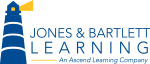 JONES & BARTLETT
LEARNING
An Ascend Learning Company